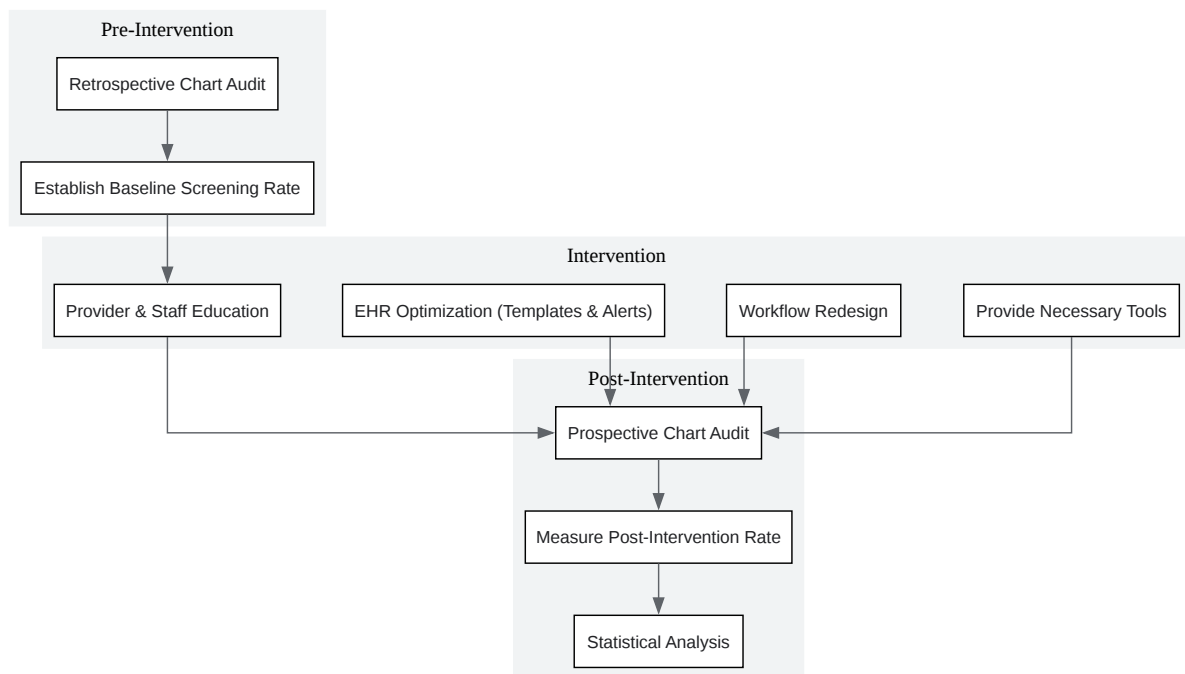 Pre-Intervention
Retrospective Chart Audit
Establish Baseline Screening Rate
Intervention
Provider & Staff Education
EHR Optimization (Templates & Alerts)
Workflow Redesign
Provide Necessary Tools
Post-Intervention
Prospective Chart Audit
Measure Post-Intervention Rate
Statistical Analysis